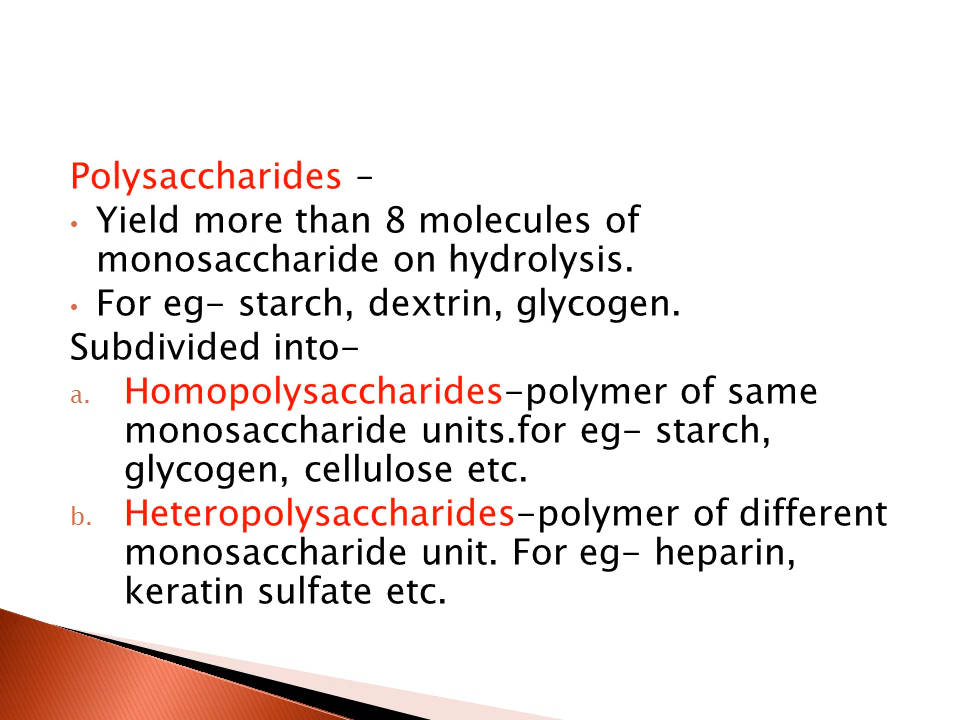 Polysaccharides –
• Yield more than 8 molecules of
monosaccharide on hydrolysis.
• For eg- starch, dextrin, glycogen.
Subdivided into-
a. Homopolysaccharides-polymer of same
monosaccharide units.for eg- starch,
glycogen, cellulose etc.
b. Heteropolysaccharides-polymer of different
monosaccharide unit. For eg- heparin,
keratin sulfate etc.